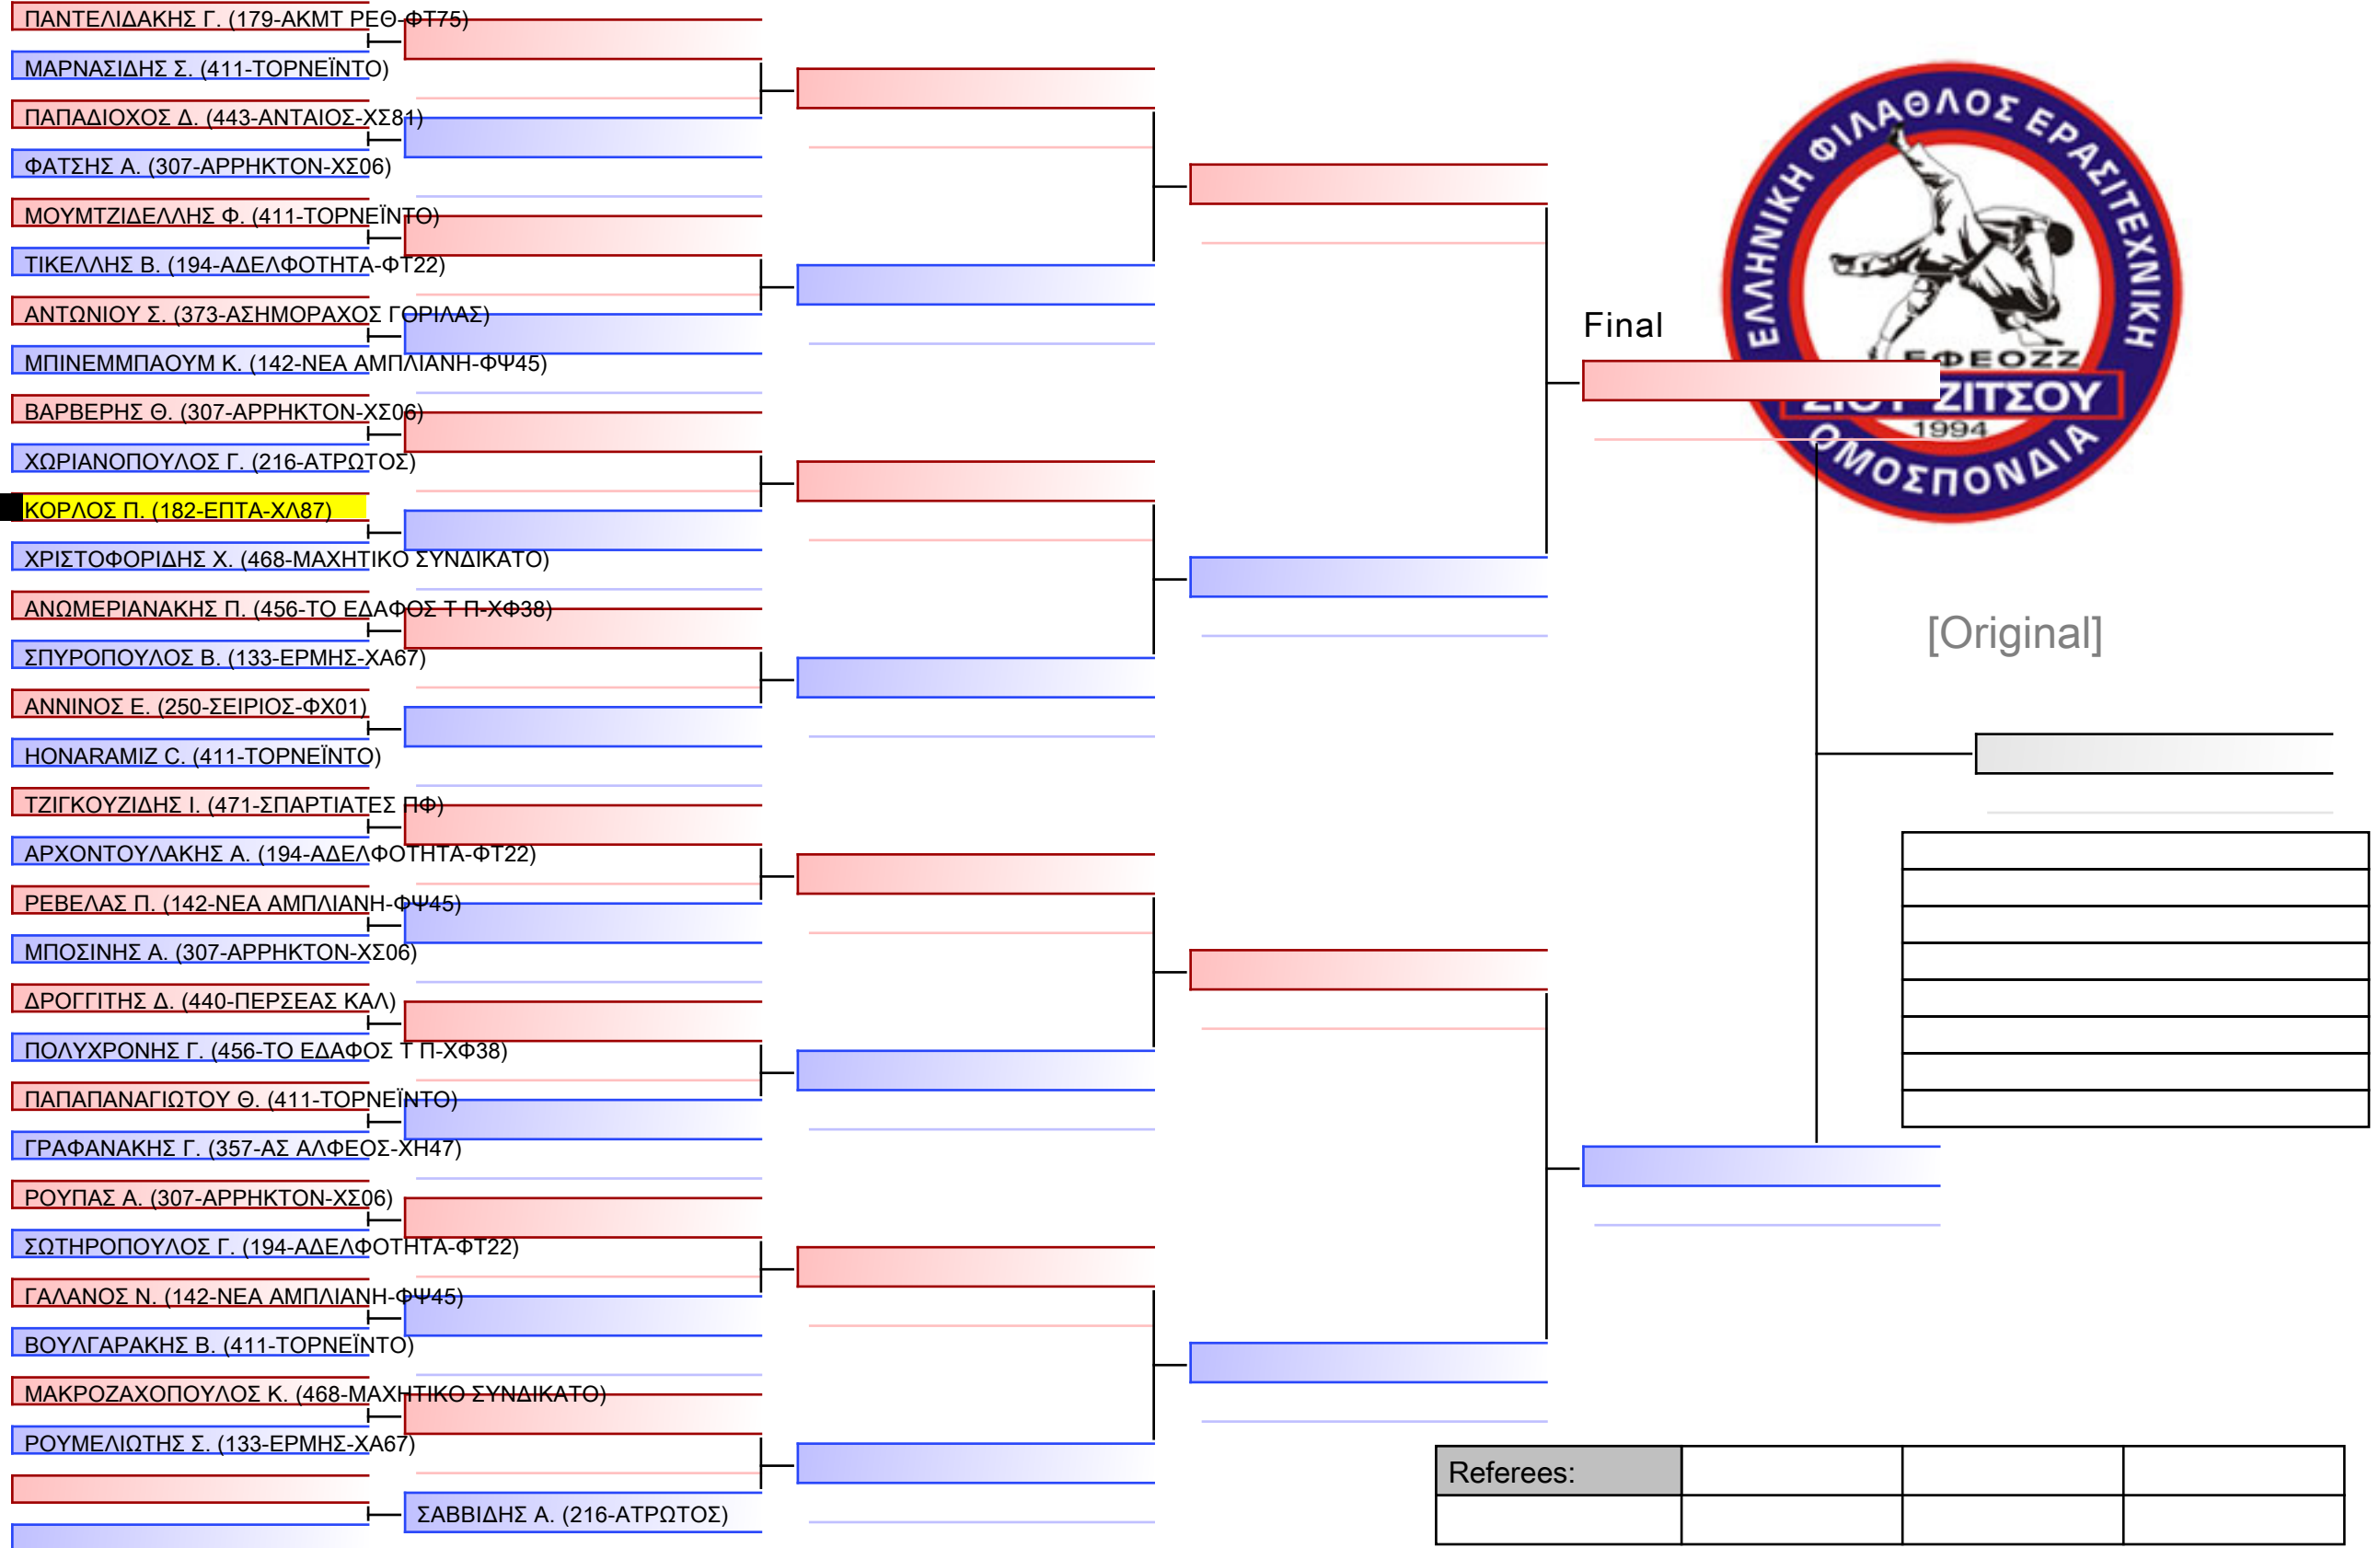 ΠΑΝΤΕΛΙΔΑΚΗΣ Γ. (179-ΑΚΜΤ ΡΕΘ-ΦΤ75)
ΜΑΡΝΑΣΙΔΗΣ Σ. (411-ΤΟΡΝΕΪΝΤΟ)
ΠΑΠΑΔΙΟΧΟΣ Δ. (443-ΑΝΤΑΙΟΣ-ΧΣ81)
ΦΑΤΣΗΣ Α. (307-ΑΡΡΗΚΤΟΝ-ΧΣ06)
ΜΟΥΜΤΖΙΔΕΛΛΗΣ Φ. (411-ΤΟΡΝΕΪΝΤΟ)
ΤΙΚΕΛΛΗΣ Β. (194-ΑΔΕΛΦΟΤΗΤΑ-ΦΤ22)
ΑΝΤΩΝΙΟΥ Σ. (373-ΑΣΗΜΟΡΑΧΟΣ ΓΟΡΙΛΑΣ)
ΜΠΙΝΕΜΜΠΑΟΥΜ Κ. (142-ΝΕΑ ΑΜΠΛΙΑΝΗ-ΦΨ45)
ΒΑΡΒΕΡΗΣ Θ. (307-ΑΡΡΗΚΤΟΝ-ΧΣ06)
ΧΩΡΙΑΝΟΠΟΥΛΟΣ Γ. (216-ΑΤΡΩΤΟΣ)
ΚΟΡΛΟΣ Π. (182-ΕΠΤΑ-ΧΛ87)
ΧΡΙΣΤΟΦΟΡΙΔΗΣ Χ. (468-ΜΑΧΗΤΙΚΟ ΣΥΝΔΙΚΑΤΟ)
ΑΝΩΜΕΡΙΑΝΑΚΗΣ Π. (456-ΤΟ ΕΔΑΦΟΣ Τ Π-ΧΦ38)
ΣΠΥΡΟΠΟΥΛΟΣ Β. (133-ΕΡΜΗΣ-ΧΑ67)
ΑΝΝΙΝΟΣ Ε. (250-ΣΕΙΡΙΟΣ-ΦΧ01)
HONARAMIZ C. (411-ΤΟΡΝΕΪΝΤΟ)
ΤΖΙΓΚΟΥΖΙΔΗΣ Ι. (471-ΣΠΑΡΤΙΑΤΕΣ ΠΦ)
ΑΡΧΟΝΤΟΥΛΑΚΗΣ Α. (194-ΑΔΕΛΦΟΤΗΤΑ-ΦΤ22)
ΡΕΒΕΛΑΣ Π. (142-ΝΕΑ ΑΜΠΛΙΑΝΗ-ΦΨ45)
ΜΠΟΣΙΝΗΣ Α. (307-ΑΡΡΗΚΤΟΝ-ΧΣ06)
ΔΡΟΓΓΙΤΗΣ Δ. (440-ΠΕΡΣΕΑΣ ΚΑΛ)
ΠΟΛΥΧΡΟΝΗΣ Γ. (456-ΤΟ ΕΔΑΦΟΣ Τ Π-ΧΦ38)
ΠΑΠΑΠΑΝΑΓΙΩΤΟΥ Θ. (411-ΤΟΡΝΕΪΝΤΟ)
ΓΡΑΦΑΝΑΚΗΣ Γ. (357-ΑΣ ΑΛΦΕΟΣ-ΧΗ47)
ΡΟΥΠΑΣ Α. (307-ΑΡΡΗΚΤΟΝ-ΧΣ06)
ΣΩΤΗΡΟΠΟΥΛΟΣ Γ. (194-ΑΔΕΛΦΟΤΗΤΑ-ΦΤ22)
ΓΑΛΑΝΟΣ Ν. (142-ΝΕΑ ΑΜΠΛΙΑΝΗ-ΦΨ45)
ΒΟΥΛΓΑΡΑΚΗΣ Β. (411-ΤΟΡΝΕΪΝΤΟ)
ΜΑΚΡΟΖΑΧΟΠΟΥΛΟΣ Κ. (468-ΜΑΧΗΤΙΚΟ ΣΥΝΔΙΚΑΤΟ)
ΡΟΥΜΕΛΙΩΤΗΣ Σ. (133-ΕΡΜΗΣ-ΧΑ67)
ΣΑΒΒΙΔΗΣ Α. (216-ΑΤΡΩΤΟΣ)
Final
ΕΛΛΗΝΙΚΗ ΦΙΛΑΘΛΟΣ ΕΡΑΣΙΤΕΧΝΙΚΗ
ΕΦΕΟΖΖ
ΖΙΟΥ ΖΙΤΣΟΥ
1994
ΟΜΟΣΠΟΝΔΙΑ
[Original]
Referees: